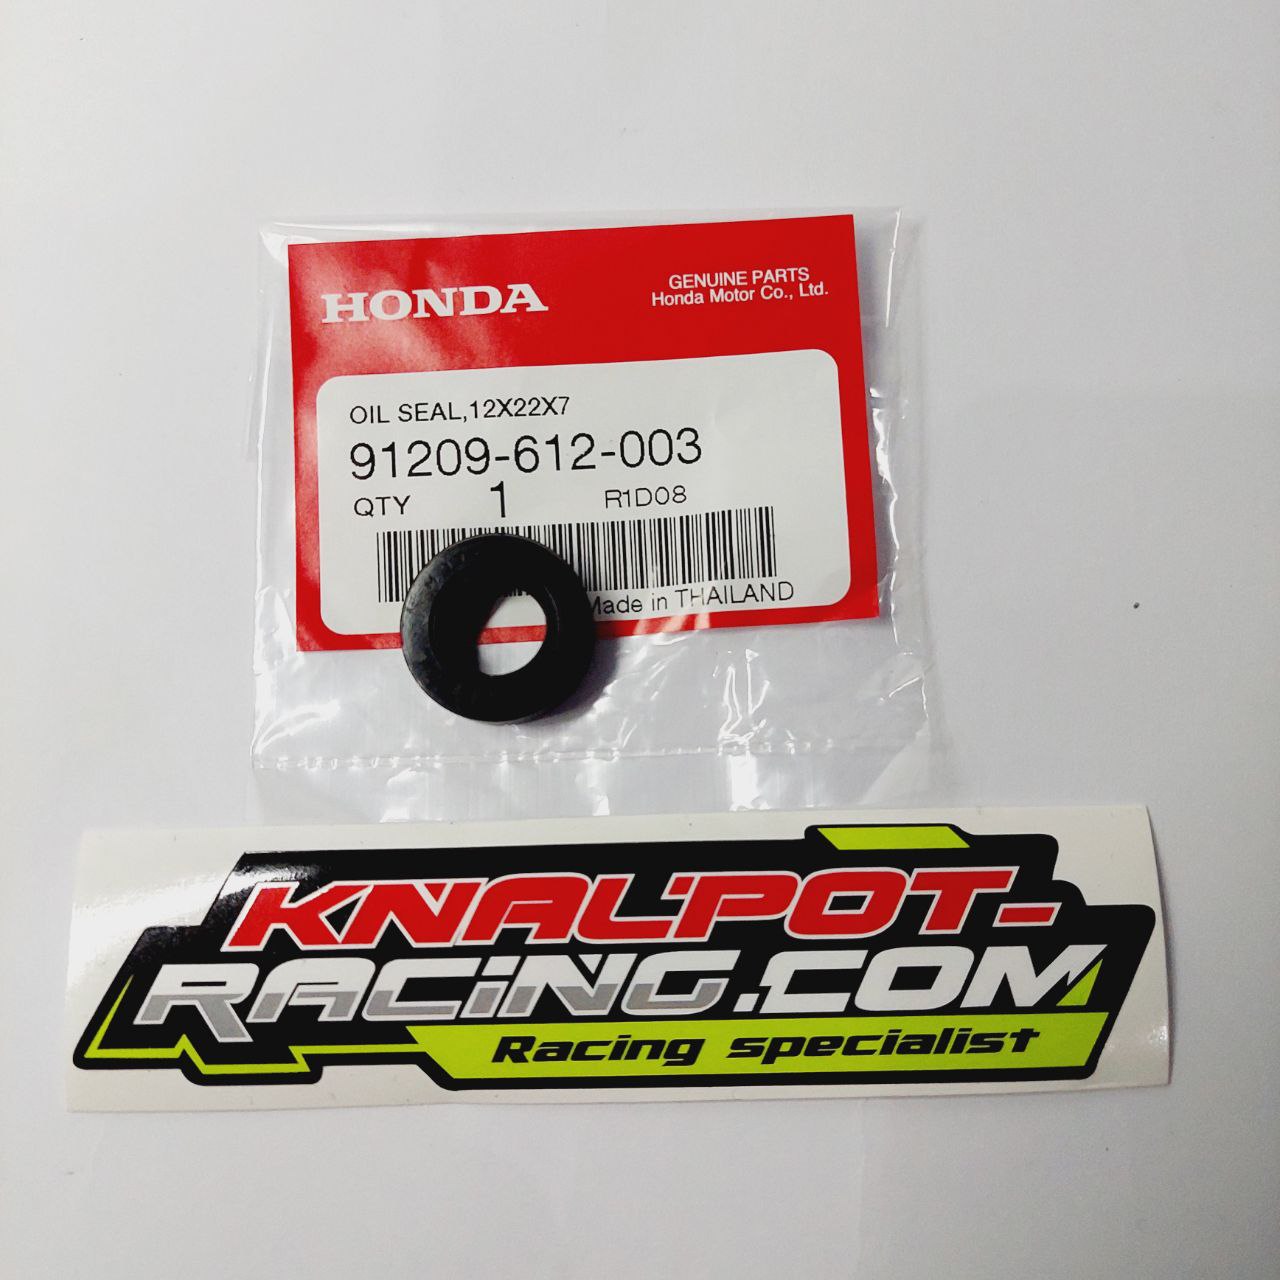 HONDA
GENUINE PARTS
Honda Motor Co., Ltd.
OIL SEAL,12X22X7
91209-612-003
QTY 1 R1D08
Made in THAILAND
KNALPOT-
RACING.COM
Racing specialist